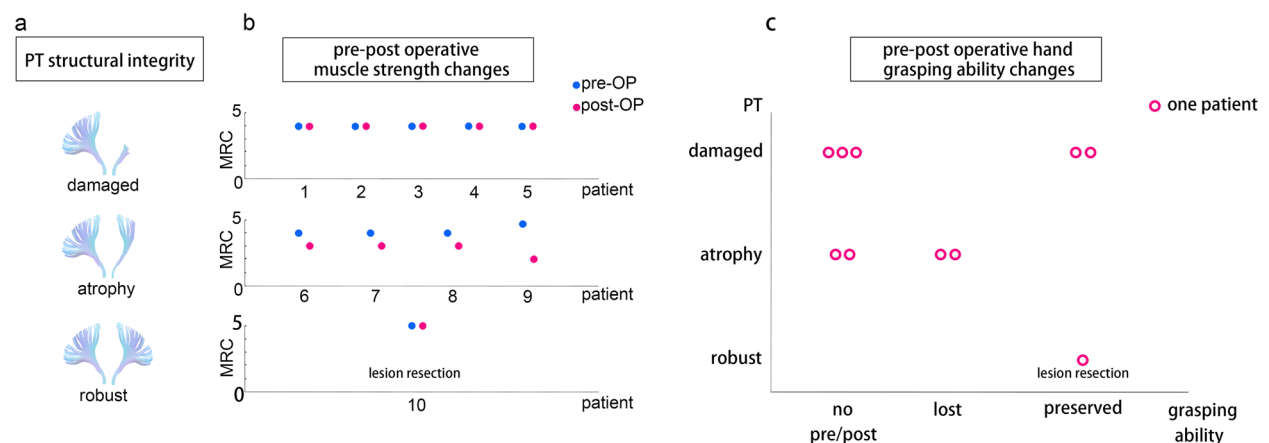 a
PT structural integrity
damaged
atrophy
robust
b
pre-post operative
muscle strength changes
pre-OP
post-OP
5
MRC
0
1 2 3 4 5 patient
5
MRC
0
6 7 8 9 patient
5
MRC
lesion resection
0
10 patient
c
pre-post operative hand
grasping ability changes
PT
one patient
damaged
atrophy
robust
lesion resection
no
pre/post
lost
preserved
grasping
ability